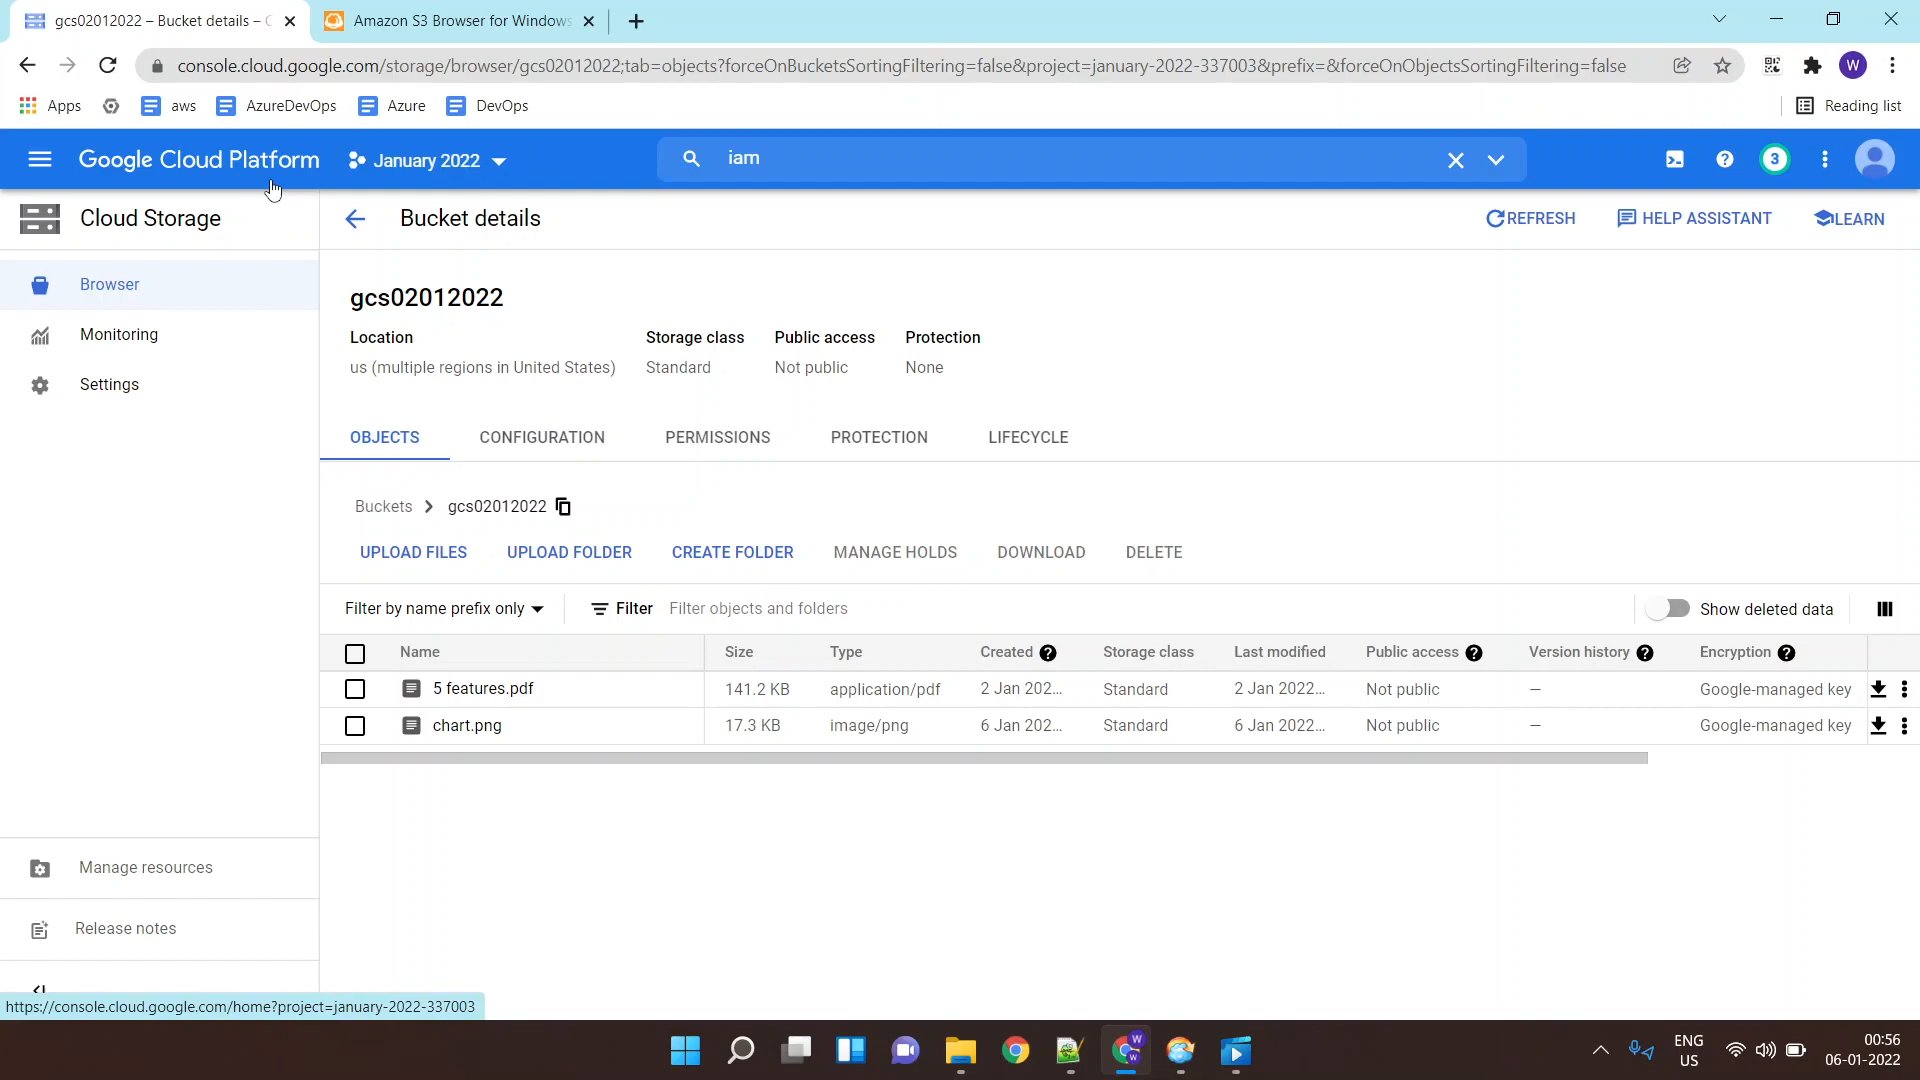 gcs02012022 – Bucket details –
Amazon S3 Browser for Windows
console.cloud.google.com/storage/browser/gcs02012022;tab=objects?forceOnBucketsSortingFiltering=false&project=january-2022-337003&prefix=&forceOnObjectsSortingFiltering=false
W
Apps
aws
AzureDevOps
Azure
DevOps
Reading list
Google Cloud Platform
January 2022
iam
3
Cloud Storage
Bucket details
REFRESH
HELP ASSISTANT
LEARN
Browser
Monitoring
Settings
gcs02012022
Location Storage class Public access Protection
us (multiple regions in United States) Standard Not public None
OBJECTS CONFIGURATION PERMISSIONS PROTECTION LIFECYCLE
Buckets > gcs02012022
UPLOAD FILES UPLOAD FOLDER CREATE FOLDER MANAGE HOLDS DOWNLOAD DELETE
Filter by name prefix only Filter Filter objects and folders Show deleted data
Name Size Type Created Storage class Last modified Public access Version history Encryption
5 features.pdf 141.2 KB application/pdf 2 Jan 202... Standard 2 Jan 2022... Not public — Google-managed key
chart.png 17.3 KB image/png 6 Jan 202... Standard 6 Jan 2022... Not public — Google-managed key
Manage resources
Release notes
https://console.cloud.google.com/home?project=january-2022-337003
W
W
ENG
US
00:56
06-01-2022